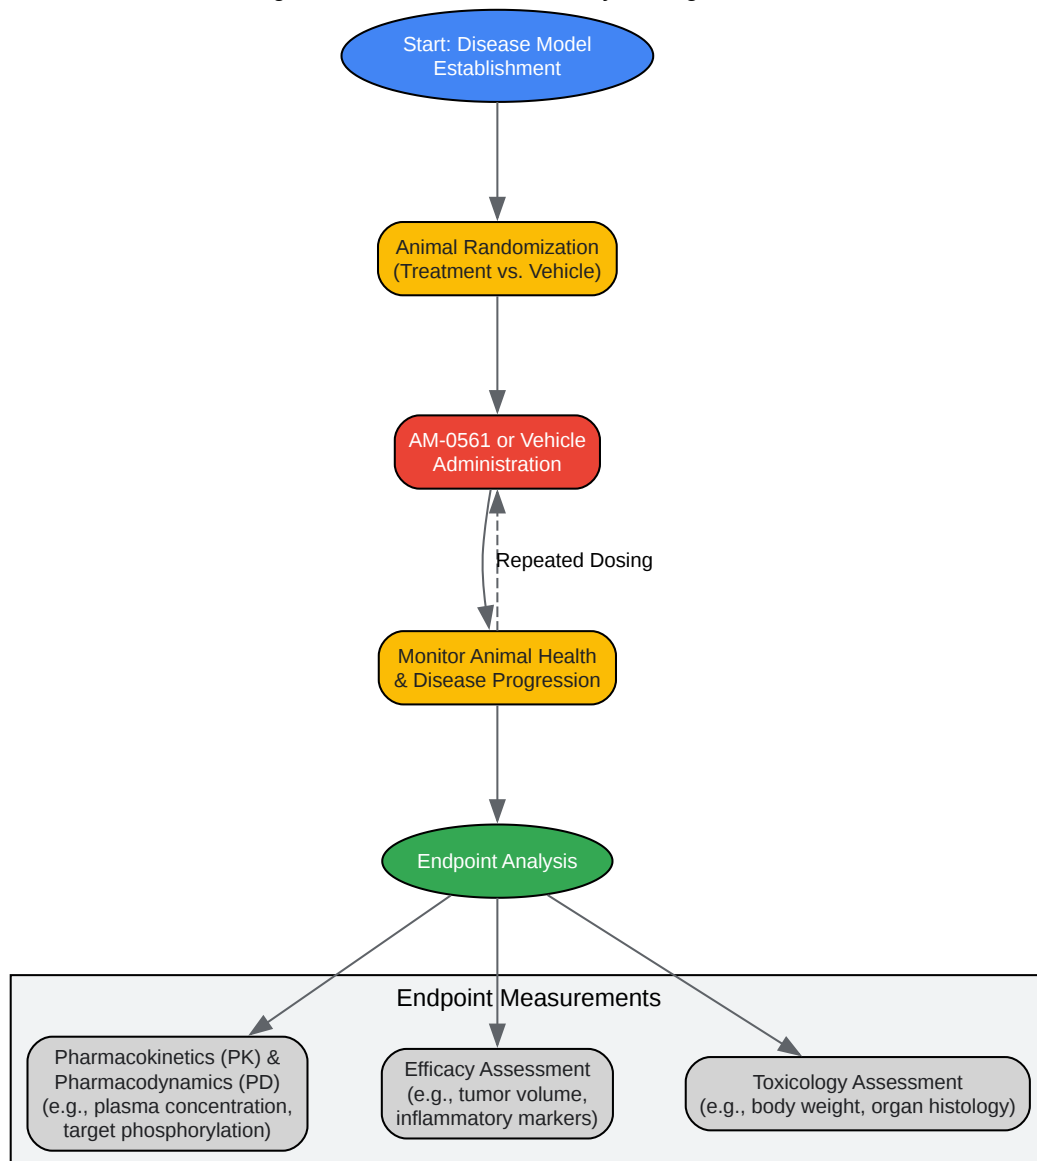 Start: Disease Model
Establishment
Animal Randomization
(Treatment vs. Vehicle)
AM-0561 or Vehicle
Administration
Repeated Dosing
Monitor Animal Health
& Disease Progression
Endpoint Analysis
Endpoint Measurements
Pharmacokinetics (PK) &
Pharmacodynamics (PD)
(e.g., plasma concentration,
target phosphorylation)
Efficacy Assessment
(e.g., tumor volume,
inflammatory markers)
Toxicology Assessment
(e.g., body weight, organ histology)